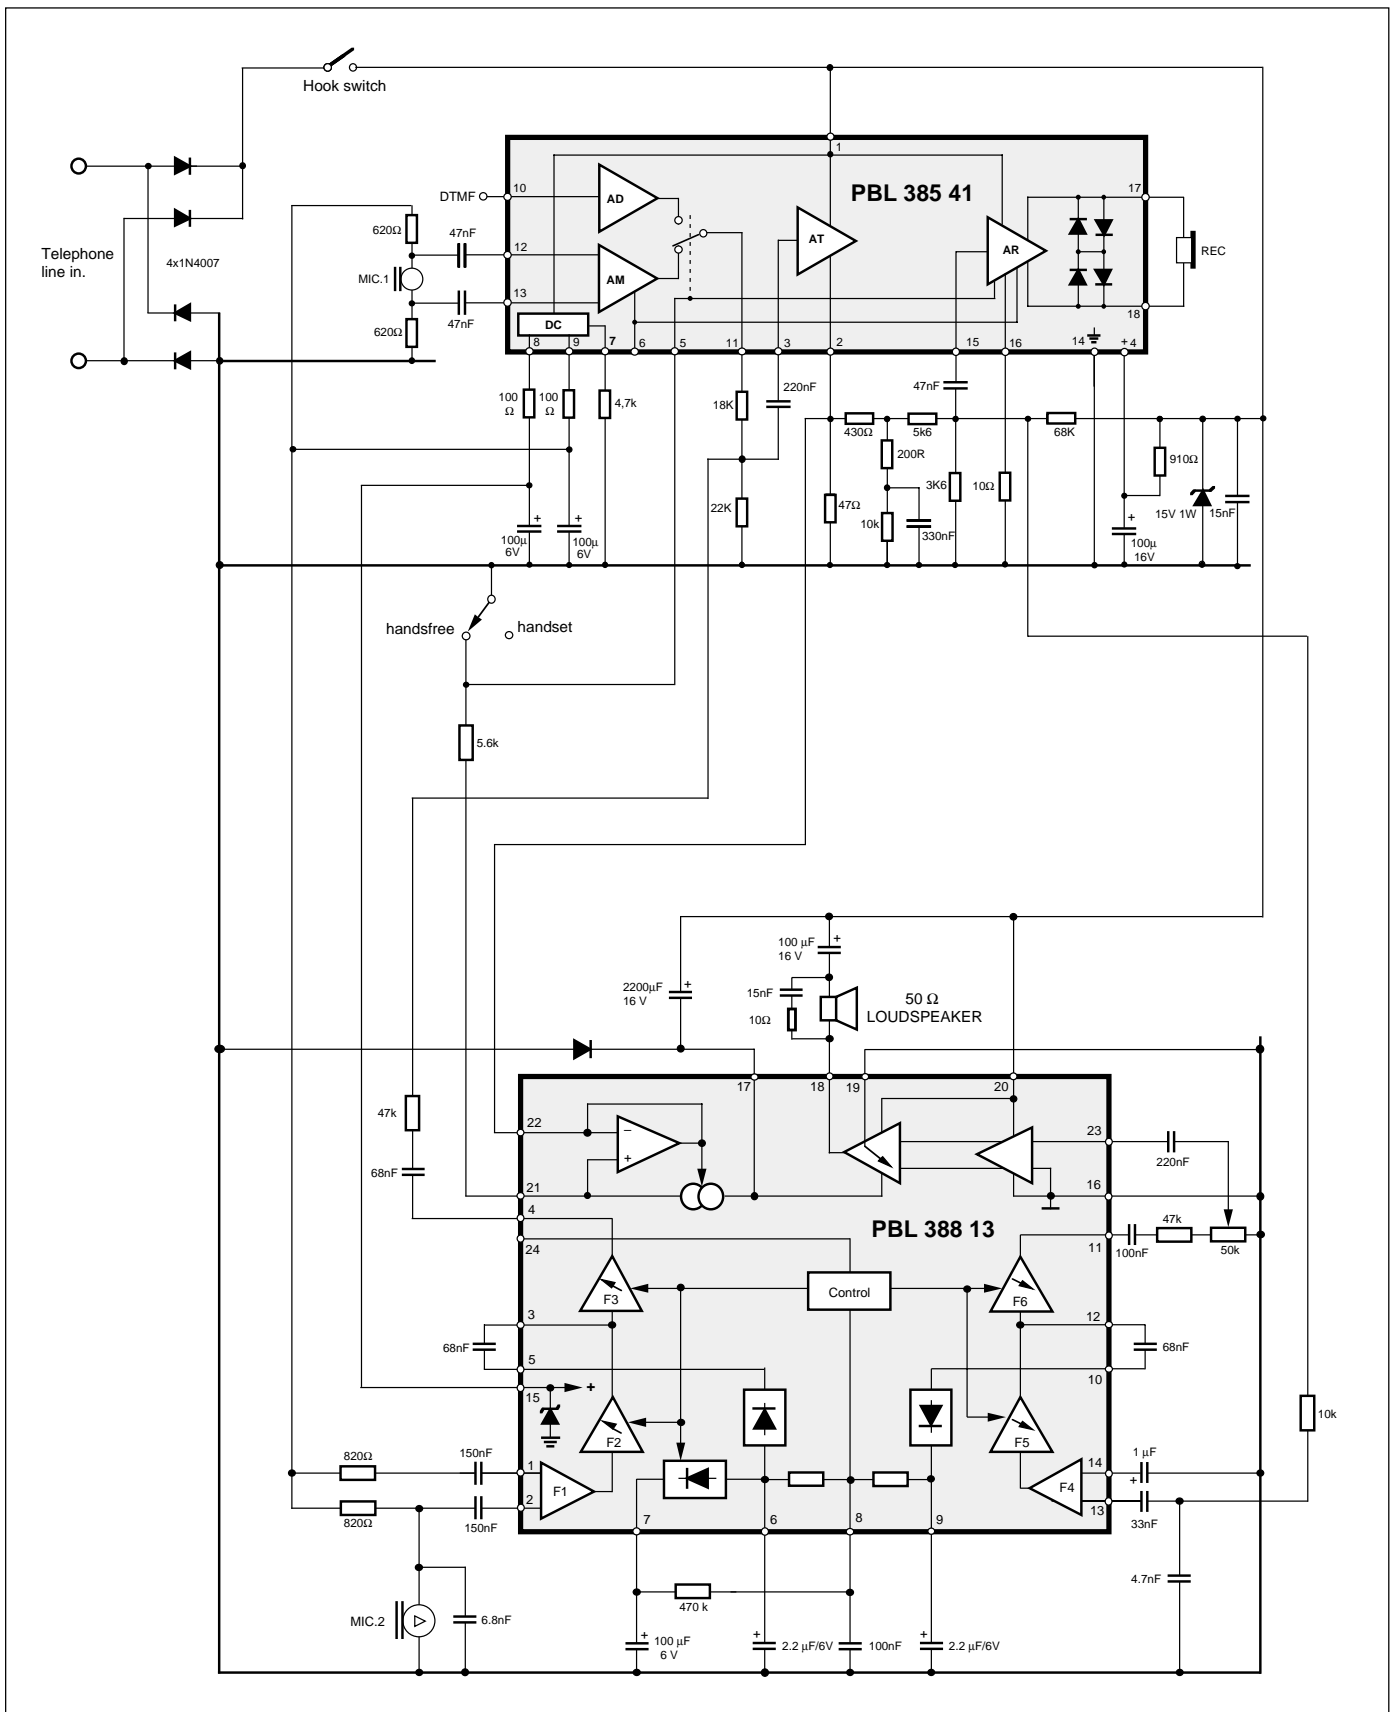 Hook switch
1
PBL 385 41
17
DTMF
10
AD
620Ω
47nF
12
AT
AR
REC
Telephone
line in.
4x1N4007
MIC.1
AM
13
18
620Ω
47nF
DC
8
9
7
6
5
11
3
2
15
16
14
+
4
100
Ω
100
Ω
4,7k
18K
220nF
47nF
430Ω
5k6
68K
200R
910Ω
22K
47Ω
3K6
10Ω
10k
330nF
15V 1W
15nF
+
100μ
6V
+
100μ
6V
+
100μ
16V
handsfree
handset
5.6k
100 μF
16 V
+
2200μF
16 V
+
15nF
10Ω
50 Ω
LOUDSPEAKER
17
18
19
20
47k
22
–
+
23
220nF
68nF
21
16
4
PBL 388 13
47k
24
11
100nF
50k
F3
Control
F6
3
12
68nF
5
68nF
10
15
+
F2
F5
10k
820Ω
150nF
1
F1
14
1 μF
+
F4
2
13
820Ω
150nF
33nF
7
6
8
9
4.7nF
470 k
MIC.2
6.8nF
+
100 μF
6 V
+
2.2 μF/6V
100nF
+
2.2 μF/6V